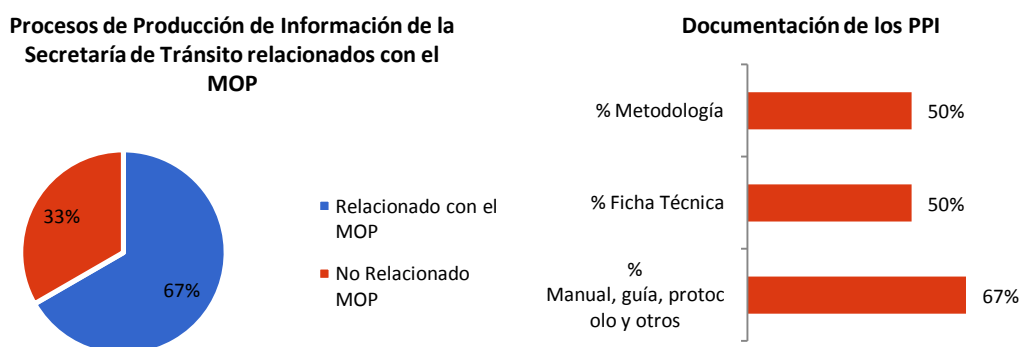 Procesos de Producción de Información de la
Secretaría de Tránsito relacionados con el
MOP
33%
67%
Relacionado con el
MOP
No Relacionado
MOP
Documentación de los PPI
% Metodología
50%
% Ficha Técnica
50%
%
Manual, guía, protoc
olo y otros
67%